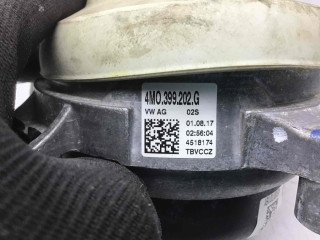 4M0.399.202.G
VW AG 02S
01.08.17
02:56:04
4518174
TBVCCZ